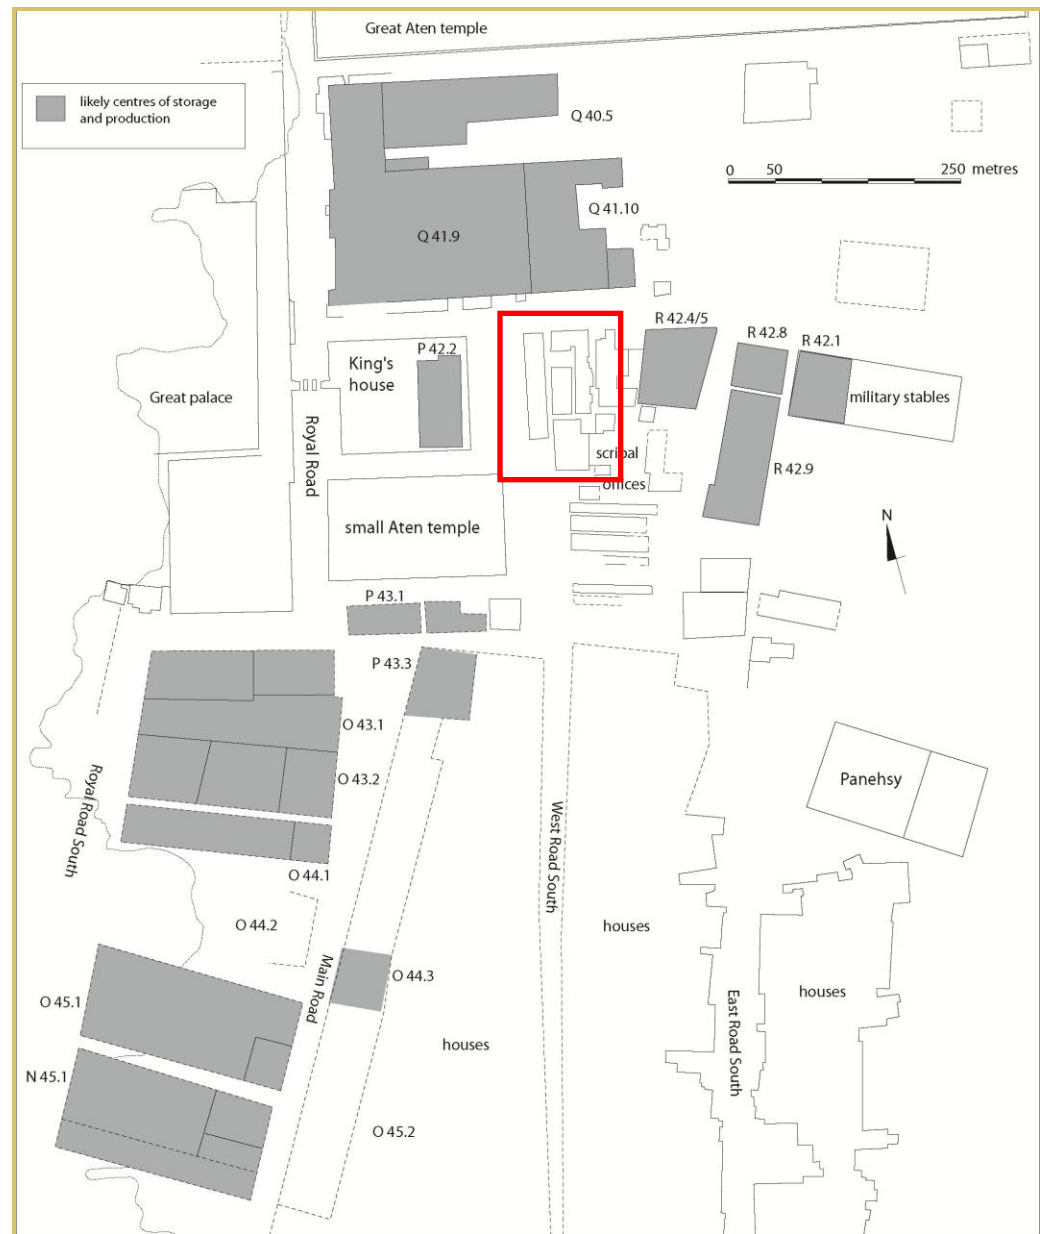 Great Aten temple
likely centres of storage
and production
Q 40.5
0 50 250 metres
Q 41.10
Q 41.9
R 42.4/5
R 42.8
R 42.1
P 42.2
King's
house
Great palace
military stables
Royal Road
scribal
offices
R 42.9
small Aten temple
N
P 43.1
P 43.3
O 43.1
O 43.2
Royal Road South
Panehsy
West Road South
O 44.1
O 44.2
houses
Main Road
O 44.3
O 45.1
houses
East Road South
houses
N 45.1
O 45.2